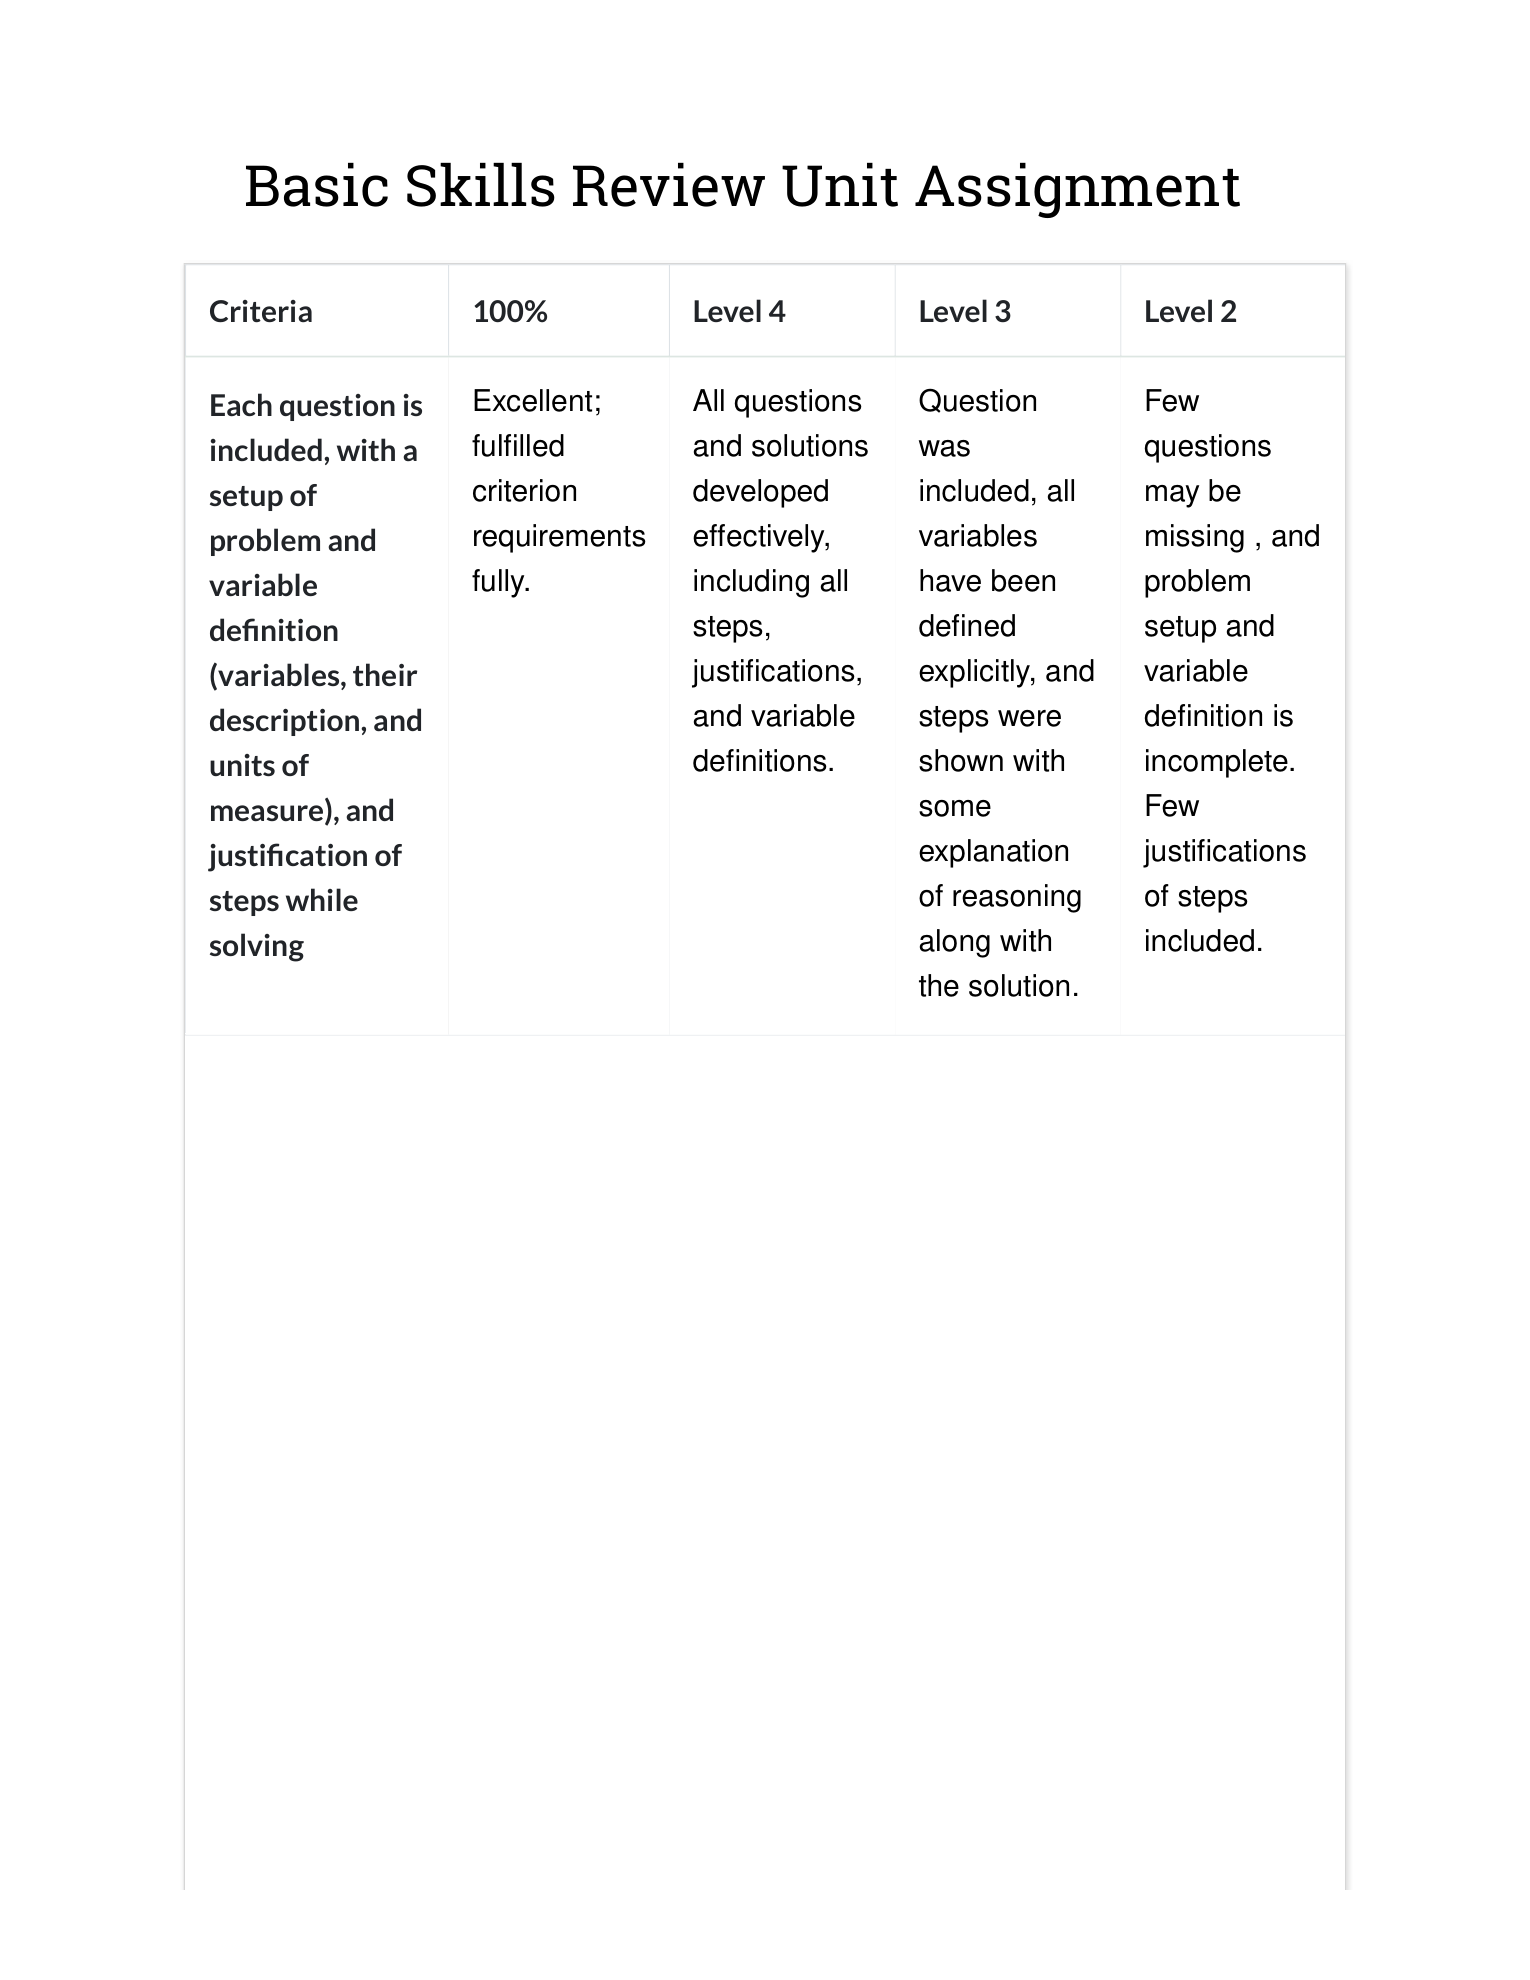 Basic Skills Review Unit Assignment
Criteria
100%
Level 4
Level 3
Level 2
Each question is
included, with a
setup of
problem and
variable
definition
(variables, their
description, and
units of
measure), and
justification of
steps while
solving
Excellent;
fulfilled
criterion
requirements
fully.
All questions
and solutions
developed
effectively,
including all
steps,
justifications,
and variable
definitions.
Question
was
included, all
variables
have been
defined
explicitly, and
steps were
shown with
some
explanation
of reasoning
along with
the solution.
Few
questions
may be
missing , and
problem
setup and
variable
definition is
incomplete.
Few
justifications
of steps
included.